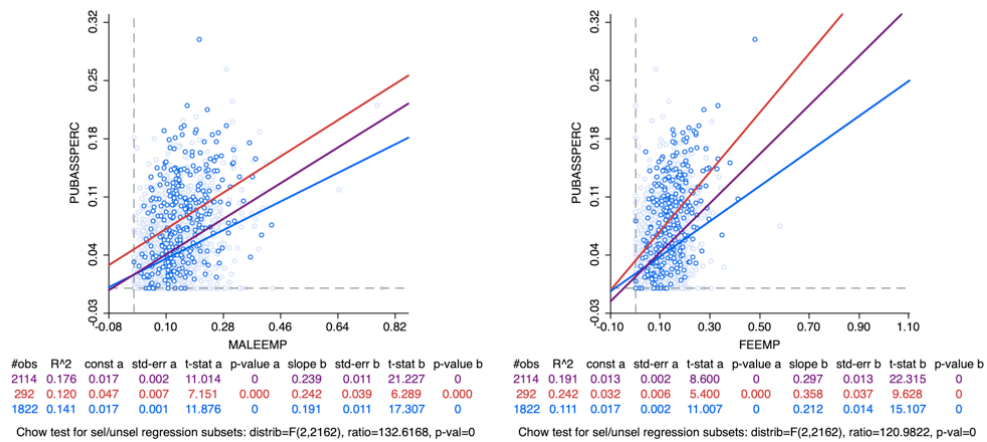 0.32
0.25
0.18
0.11
0.04
-0.03
PUBASSPERC
-0.08 0.10 0.28 0.46 0.64 0.82
MALEEMP
#obs R^2 const a std-err a t-stat a p-value a slope b std-err b t-stat b p-value b
2114 0.176 0.017 0.002 11.014 0 0.239 0.011 21.227 0
292 0.120 0.047 0.007 7.151 0.000 0.242 0.039 6.289 0.000
1822 0.141 0.017 0.001 11.876 0 0.191 0.011 17.307 0
Chow test for sel/unsel regression subsets: distrib=F(2,2162), ratio=132.6168, p-val=0
0.32
0.25
0.18
0.11
0.04
-0.03
PUBASSPERC
-0.10 0.10 0.30 0.50 0.70 0.90 1.10
FEEMP
#obs R^2 const a std-err a t-stat a p-value a slope b std-err b t-stat b p-value b
2114 0.191 0.013 0.002 8.600 0 0.297 0.013 22.315 0
292 0.242 0.032 0.006 5.400 0.000 0.358 0.037 9.628 0
1822 0.111 0.017 0.002 11.007 0 0.212 0.014 15.107 0
Chow test for sel/unsel regression subsets: distrib=F(2,2162), ratio=120.9822, p-val=0